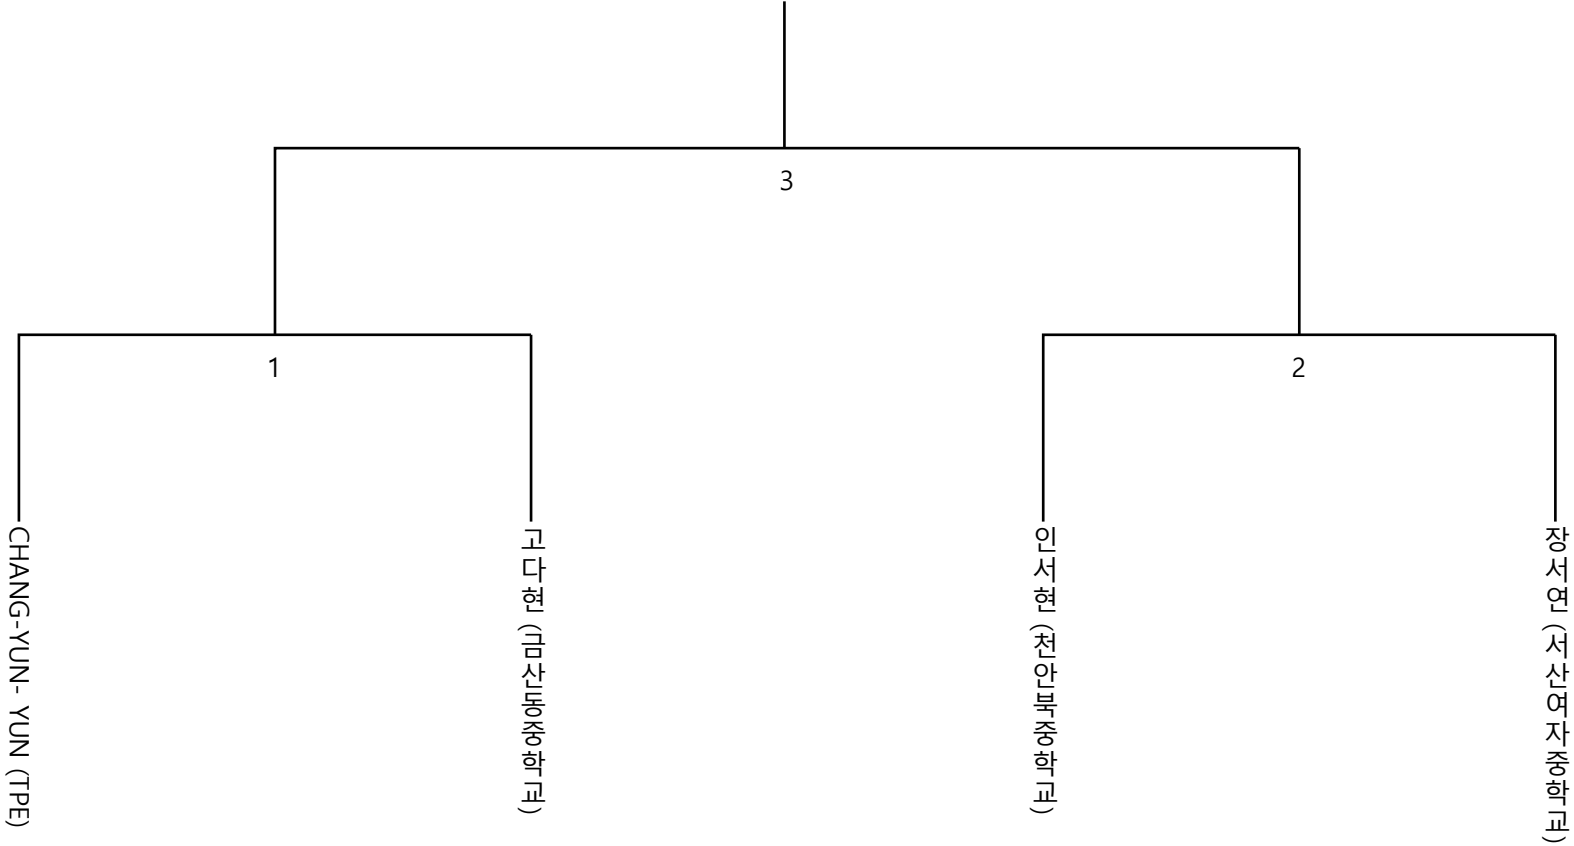 3
1
2
CHANG-YUN- YUN (TPE)
고다현 (금산동중학교)
인서현 (천안북중학교)
장서연 (서산여자중학교)